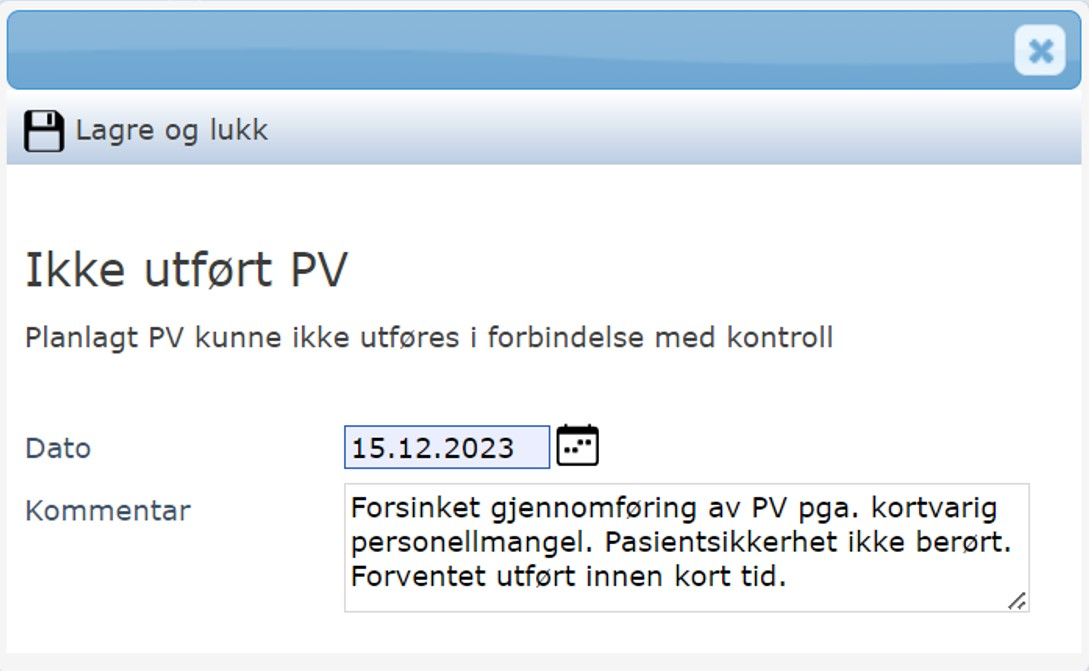 Lagre og lukk
Ikke utført PV
Planlagt PV kunne ikke utføres i forbindelse med kontroll
Dato
15.12.2023
Kommentar
Forsinket gjennomføring av PV pga. kortvarig
personellmangel. Pasientsikkerhet ikke berørt.
Forventet utført innen kort tid.